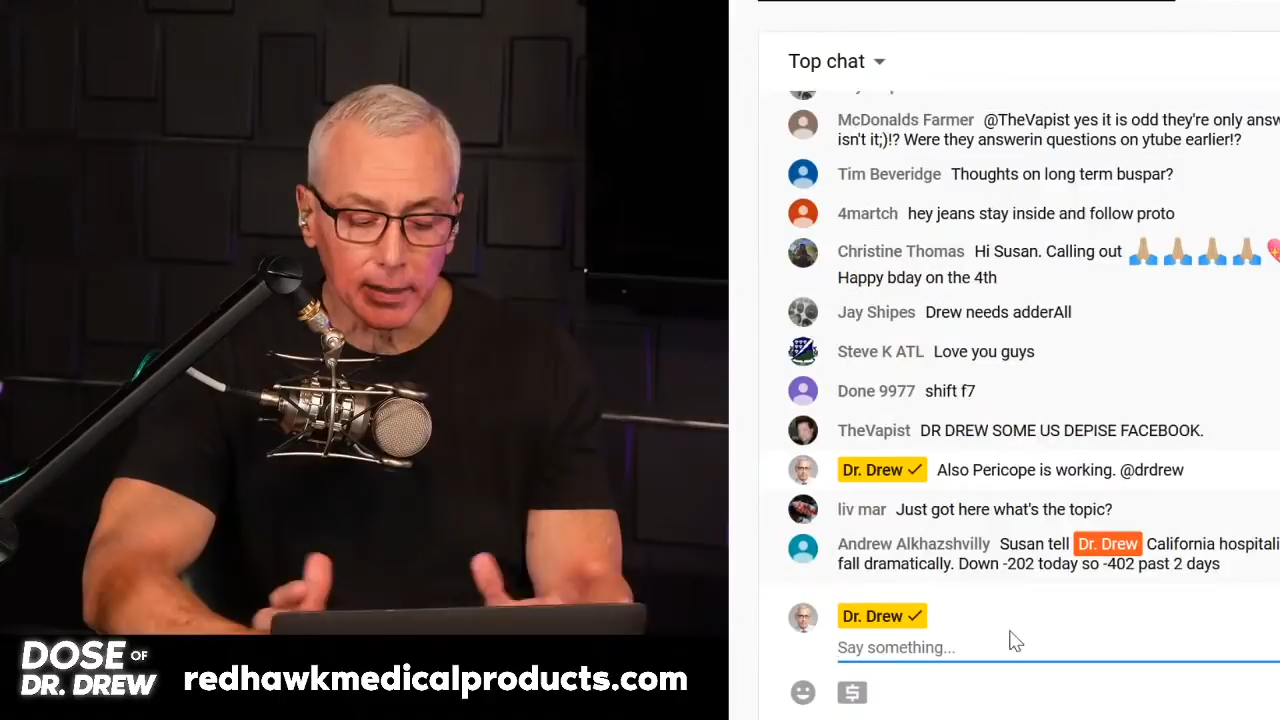 Top chat
McDonalds Farmer @TheVapist yes it is odd they're only
isn't it;)!? Were they answerin questions on ytube earlier!?
Tim Beveridge Thoughts on long term buspar?
4martch hey jeans stay inside and follow proto
Christine Thomas Hi Susan. Calling out 🙏🏽🙏🏽🙏🏽🙏🏽💖
Happy bday on the 4th
Jay Shipes Drew needs adderAll
Steve K ATL Love you guys
Done 9977 shift f7
TheVapist DR DREW SOME US DEPISE FACEBOOK.
Dr. Drew ✓ Also Pericope is working. @drdrew
liv mar Just got here what's the topic?
Andrew Alkhazshvilly Susan tell Dr. Drew California
fall dramatically. Down -202 today so -402 past 2 days
Dr. Drew ✓
Say something...
DOSE OF
DR. DREW
redhawkmedicalproducts.com